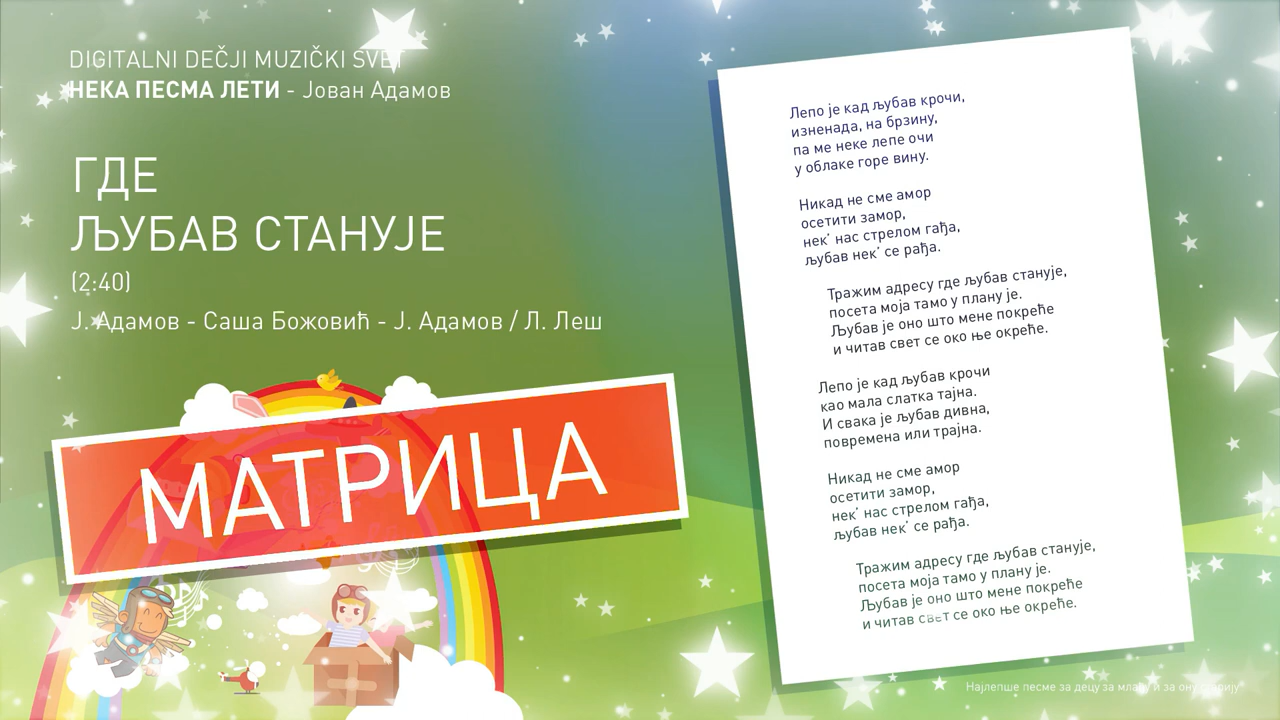 DIGITALNI DEČJI MUZIČKI SVET
НЕКА ПЕСМА ЛЕТИ - Јован Адамов
ГДЕ
ЉУБАВ СТАНУЈЕ
(2:40)
Ј. Адамов - Саша Божовић - Ј. Адамов / Л. Леш
МАТРИЦА
Лепо је кад љубав крочи,
изненада, на брзину,
па ме неке лепе очи
у облаке горе вину.
Никад не сме амор
осетити замор,
нек' нас стрелом гађа,
љубав нек' се рађа.
Тражим адресу где љубав станује,
посета моја тамо у плану је.
Љубав је оно што мене покреће
и читав свет се око ње окреће.
Лепо је кад љубав крочи
као мала слатка тајна.
И свака је љубав дивна,
повремена или трајна.
Никад не сме амор
осетити замор,
нек' нас стрелом гађа,
љубав нек' се рађа.
Тражим адресу где љубав станује,
посета моја тамо у плану је.
Љубав је оно што мене покреће
и читав свет се око ње окреће.
Најлепше песме за децу за млађу и за ону старију